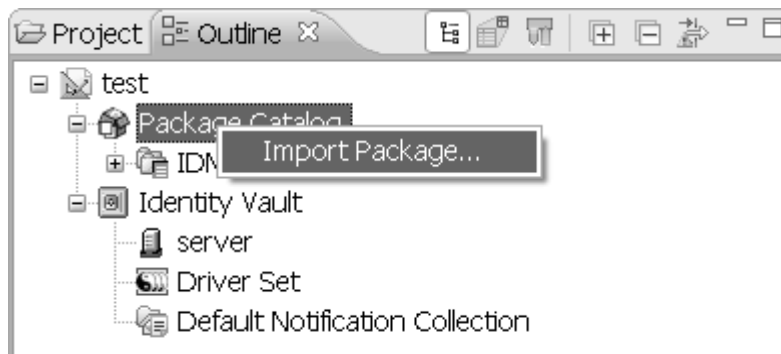 Project Outline
test
Package Catalog
Import Package...
IDM
Identity Vault
server
Driver Set
Default Notification Collection